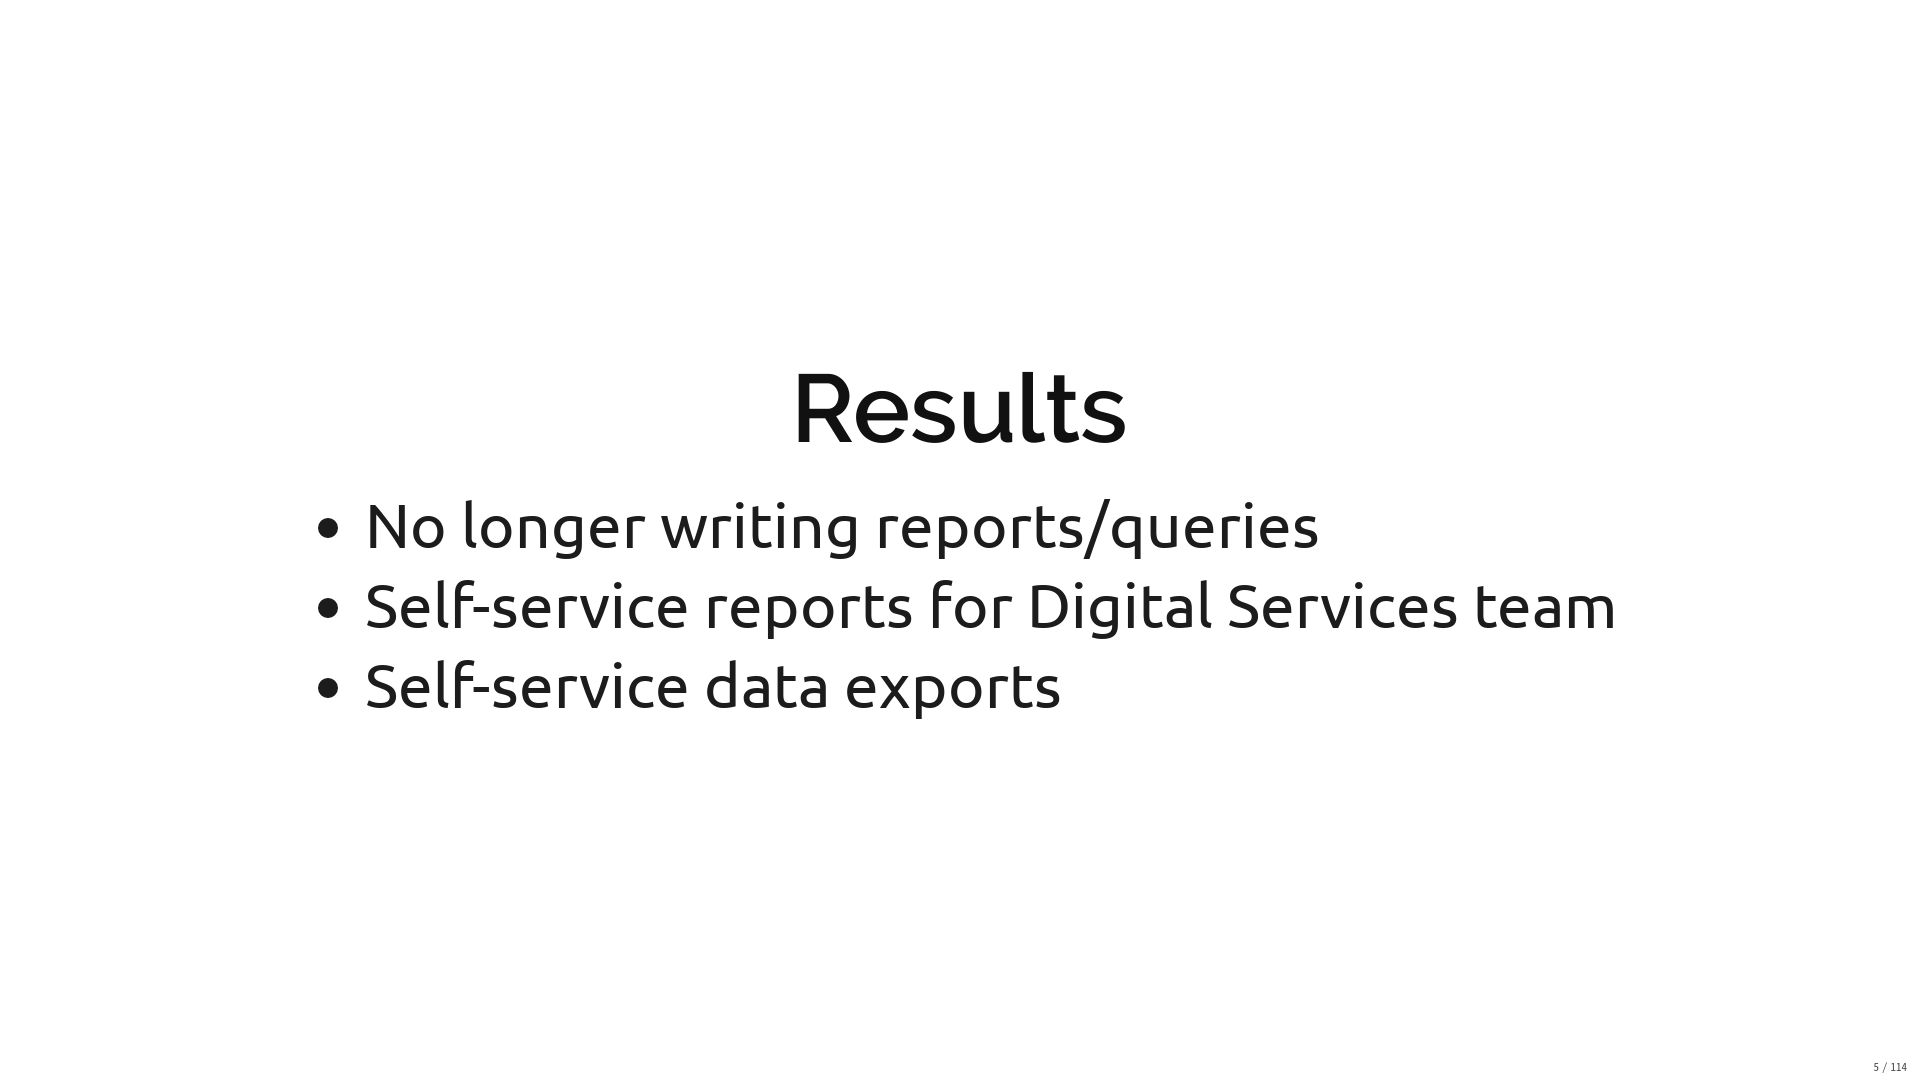 Results
• No longer writing reports/queries
• Self-service reports for Digital Services team
• Self-service data exports
5 / 114